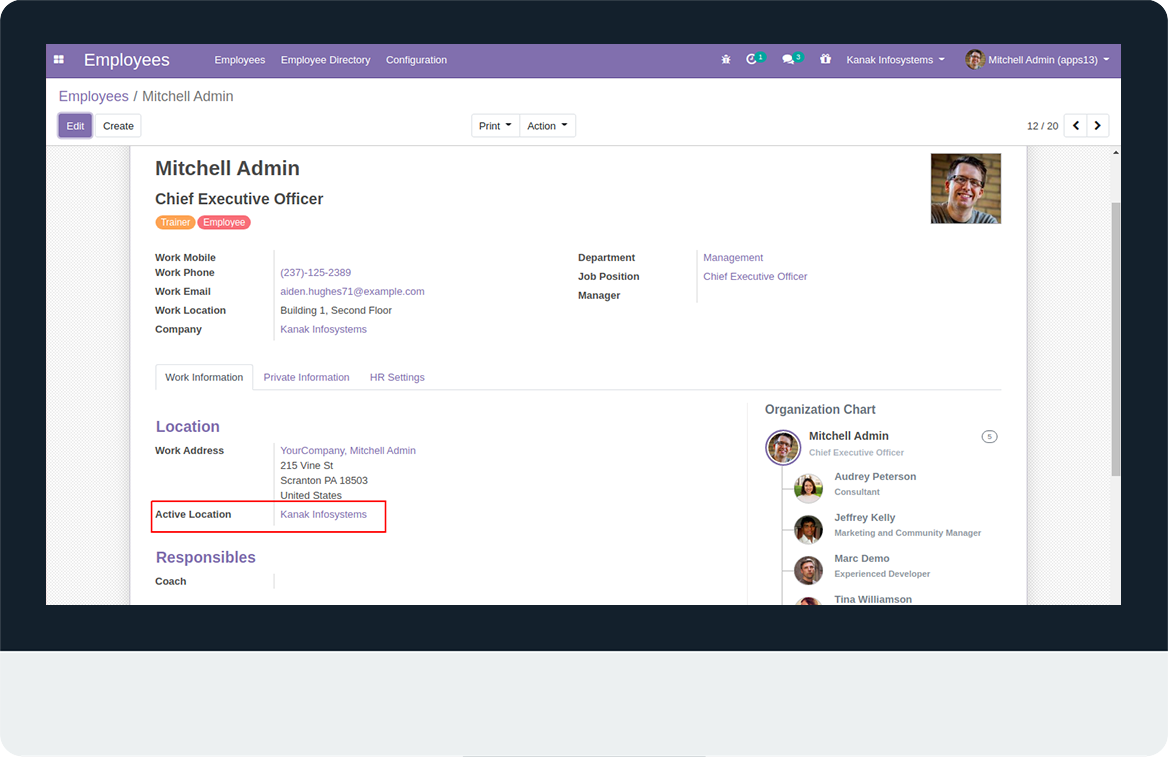 Employees Employees Employee Directory Configuration 1 3 Kanak Infosystems Mitchell Admin (apps13)
Employees / Mitchell Admin
Edit Create Print Action 12 / 20
Mitchell Admin
Chief Executive Officer
Trainer Employee
Work Mobile
Work Phone (237)-125-2389
Work Email aiden.hughes71@example.com
Work Location Building 1, Second Floor
Company Kanak Infosystems
Department Management
Job Position Chief Executive Officer
Manager
Work Information Private Information HR Settings
Location
Work Address YourCompany, Mitchell Admin
215 Vine St
Scranton PA 18503
United States
Active Location Kanak Infosystems
Responsibles
Coach
Organization Chart
Mitchell Admin 5
Chief Executive Officer
Audrey Peterson
Consultant
Jeffrey Kelly
Marketing and Community Manager
Marc Demo
Experienced Developer
Tina Williamson